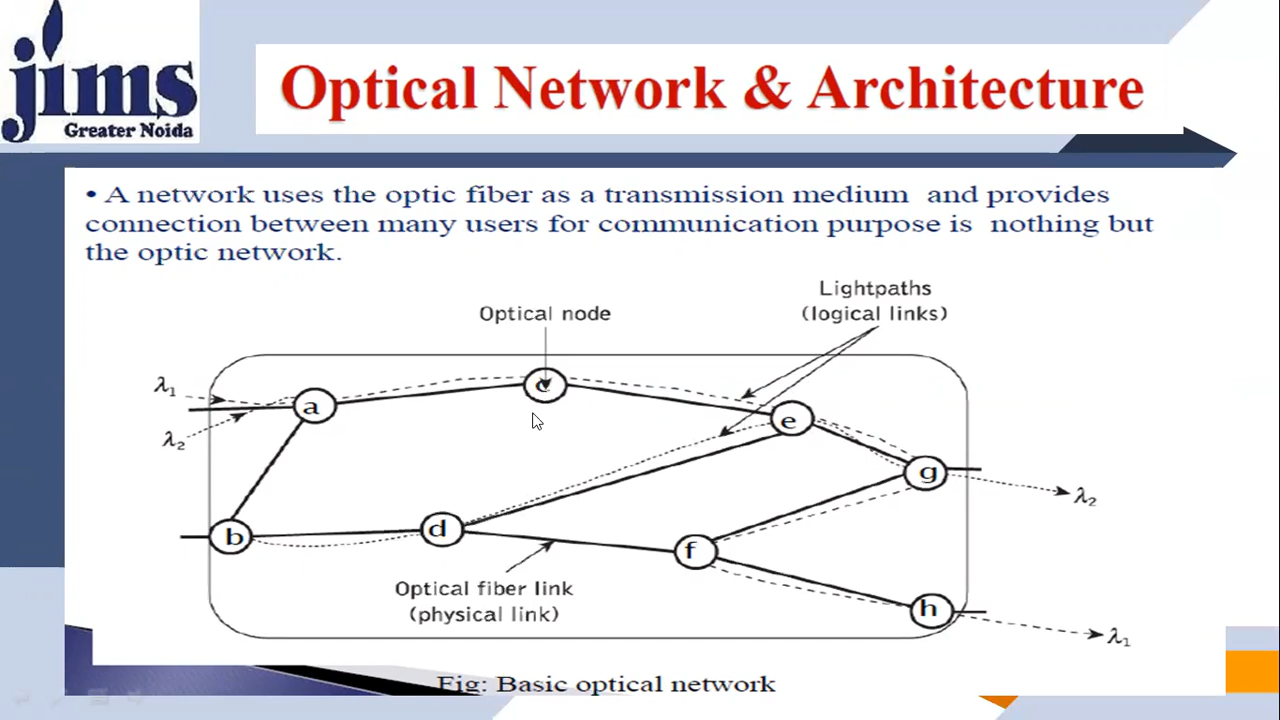 jims
Greater Noida
Optical Network & Architecture
• A network uses the optic fiber as a transmission medium and provides
connection between many users for communication purpose is nothing but
the optic network.
Lightpaths
(logical links)
Optical node
λ1
λ2
a
c
e
g
λ2
b
d
f
Optical fiber link
(physical link)
h
λ1
Fig: Basic optical network